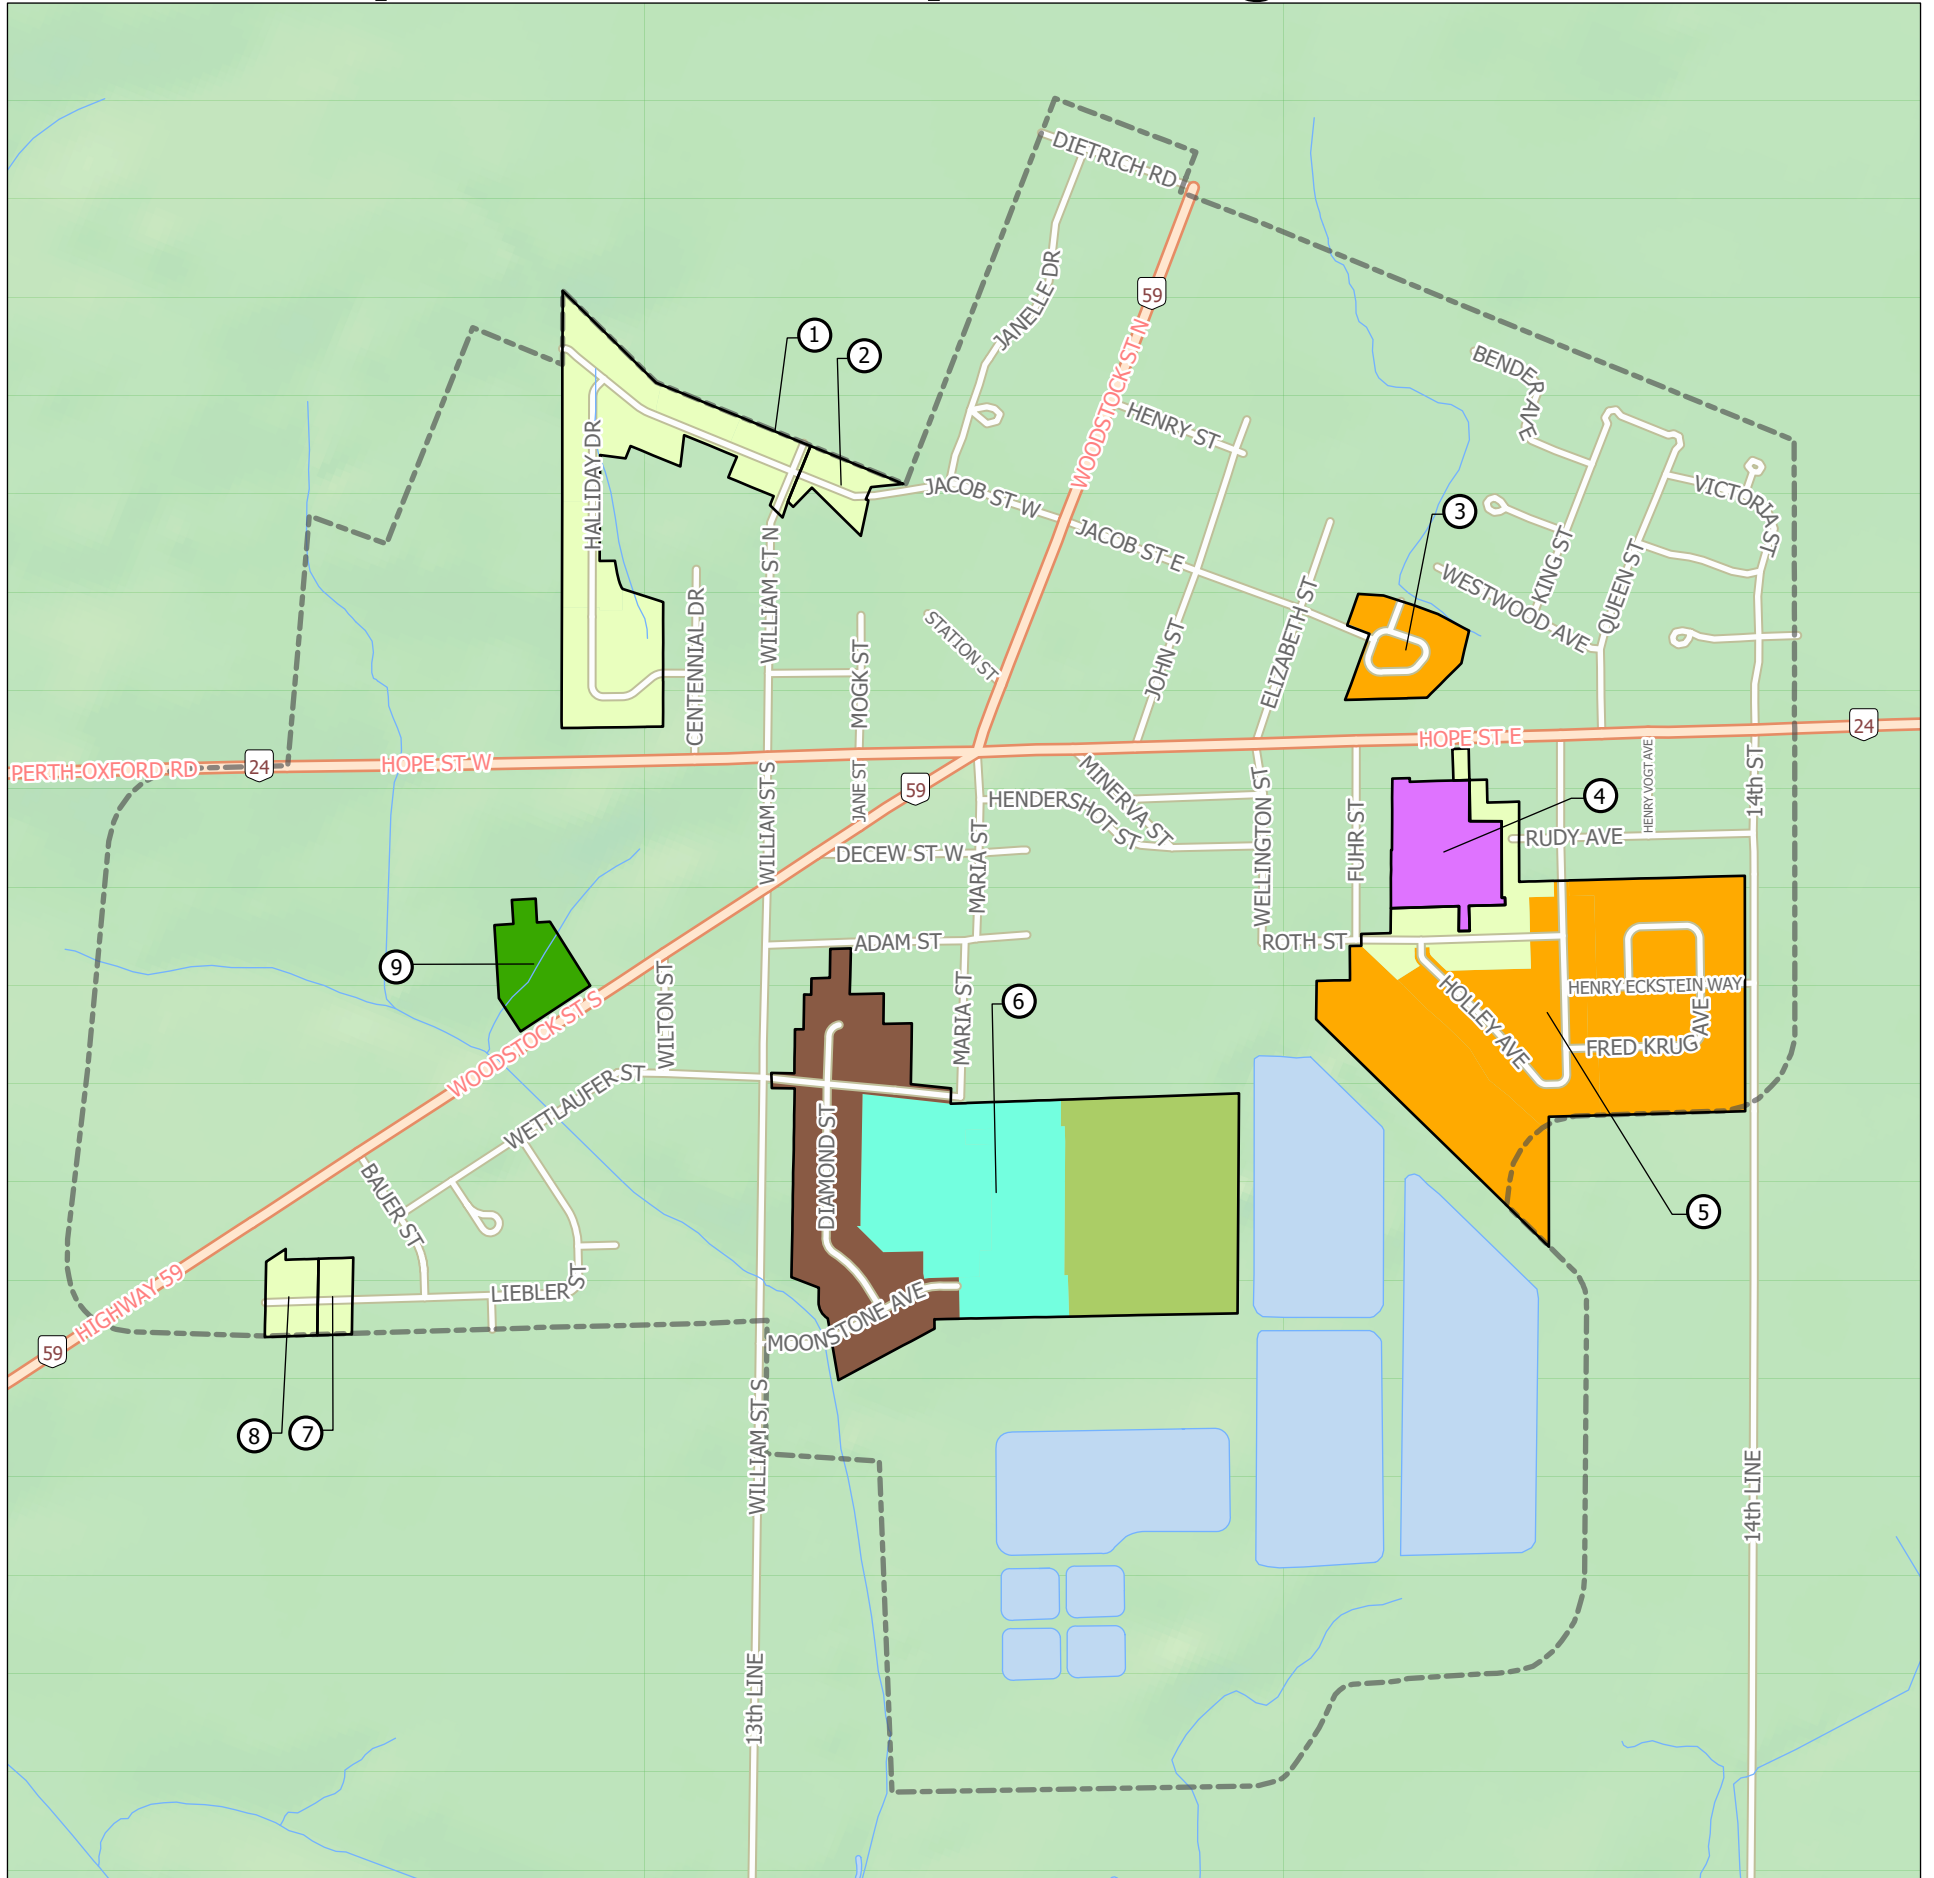 DIETRICH RD
JANELLE DR
59
WOODSTOCK ST N
1
2
BENDER AVE
HENRY ST
HALLIDAY DR
JACOB ST W
VICTORIA ST
3
JACOB ST E
WILLIAM ST N
KING ST
QUEEN ST
WESTWOOD AVE
CENTENNIAL DR
ELIZABETH ST
STATION ST
JOHN ST
MOGK ST
PERTH-OXFORD RD
24
HOPE ST W
HOPE ST E
24
59
WILLIAM ST S
JANE ST
MINERVA ST
HENDERSHOT ST
WELLINGTON ST
FUHR ST
HENRY VOGT AVE
14th ST
4
RUDY AVE
DECEW ST W
MARIA ST
ADAM ST
ROTH ST
9
WOODSTOCK ST S
WILTON ST
MARIA ST
6
HOLLEY AVE
HENRY ECKSTEIN WAY
FRED KRUG AVE
WETTLAUFER ST
DIAMOND ST
BAUER ST
5
HIGHWAY 59
LIEBLER ST
MOONSTONE AVE
59
8
7
WILLIAM ST S
14th LINE
13th LINE